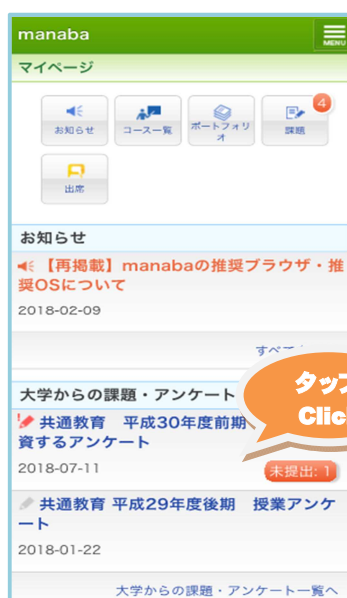 manaba
MENU
マイページ
4
お知らせ
コース一覧
ポートフォリ
オ
課題
出席
お知らせ
【再掲載】manabaの推奨ブラウザ・推
奨OSについて
2018-02-09
すべて
大学からの課題・アンケート
タップ
Clic
共通教育 平成30年度前期
資するアンケート
2018-07-11
未提出: 1
共通教育 平成29年度後期 授業アンケ
ート
2018-01-22
大学からの課題・アンケート一覧へ